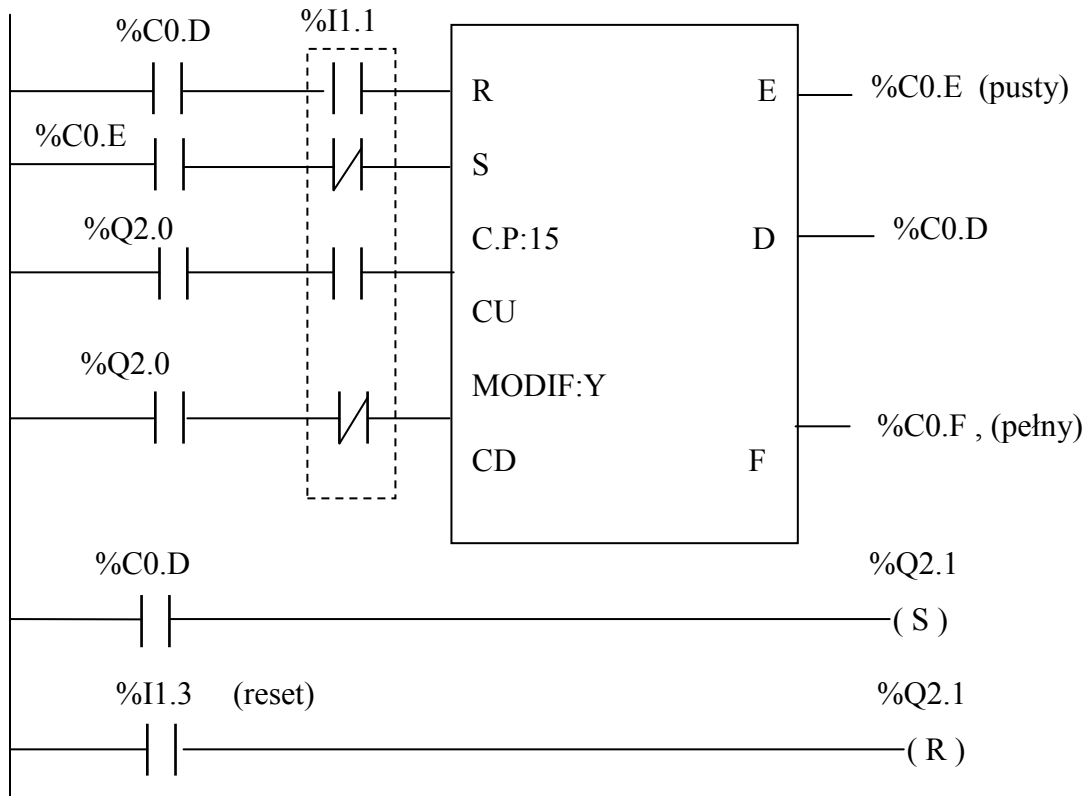 %C0.D %I1.1
R E %C0.E (pusty)
%C0.E
S
%Q2.0
C.P:15 D %C0.D
CU
%Q2.0
MODIF:Y
%C0.F , (pełny)
CD F
%C0.D %Q2.1
( S )
%I1.3 (reset) %Q2.1
( R )